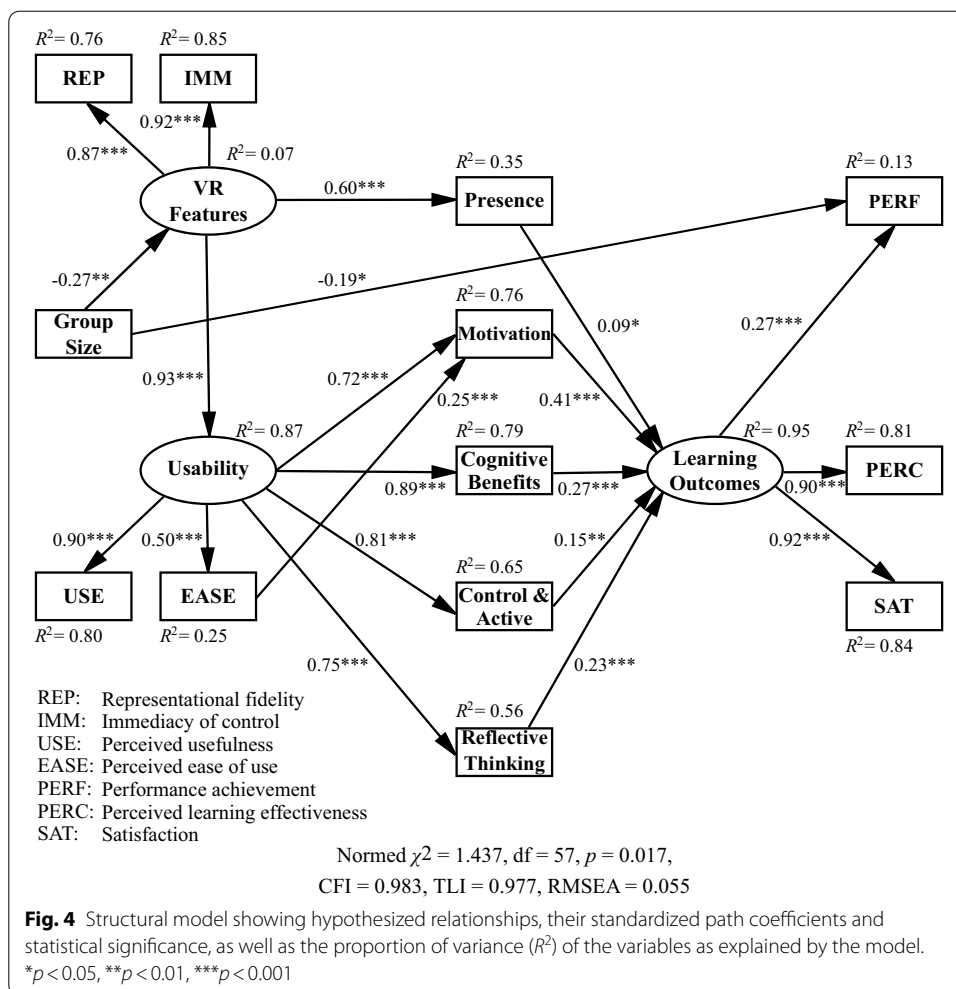 R² = 0.76
R² = 0.85
REP
IMM
0.92***
0.87***
R² = 0.07
R² = 0.35
R² = 0.13
VR
Features
0.60***
Presence
PERF
-0.27**
-0.19*
Group
Size
R² = 0.76
Motivation
0.09*
0.27***
0.93***
0.72***
0.25***
0.41***
R² = 0.87
R² = 0.79
R² = 0.95
R² = 0.81
Usability
Cognitive
Benefits
Learning
Outcomes
PERC
0.89***
0.27***
0.90***
0.90***
0.50***
0.81***
0.15**
0.92***
USE
EASE
R² = 0.65
Control &
Active
SAT
R² = 0.80
R² = 0.25
R² = 0.84
0.75***
0.23***
R² = 0.56
Reflective
Thinking
REP: Representational fidelity
IMM: Immediacy of control
USE: Perceived usefulness
EASE: Perceived ease of use
PERF: Performance achievement
PERC: Perceived learning effectiveness
SAT: Satisfaction
Normed χ2 = 1.437, df = 57, p = 0.017,
CFI = 0.983, TLI = 0.977, RMSEA = 0.055
Fig. 4 Structural model showing hypothesized relationships, their standardized path coefficients and
statistical significance, as well as the proportion of variance (R²) of the variables as explained by the model.
*p < 0.05, **p < 0.01, ***p < 0.001